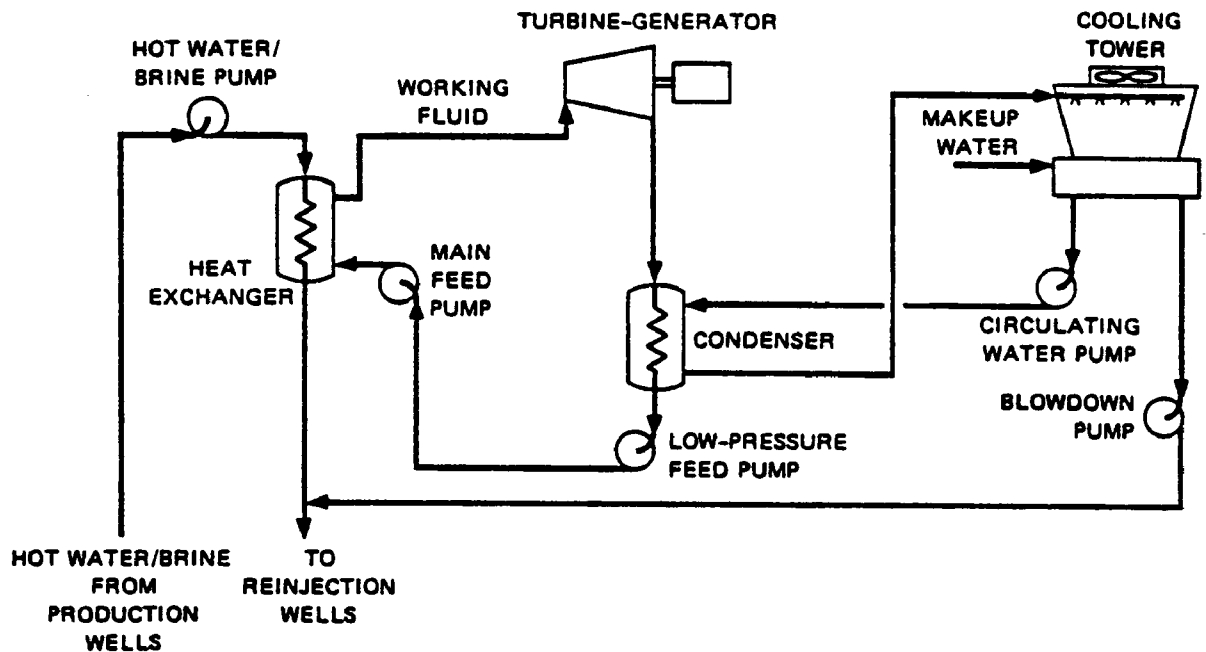 TURBINE-GENERATOR
COOLING
TOWER
HOT WATER/
BRINE PUMP
WORKING
FLUID
MAKEUP
WATER
HEAT
EXCHANGER
MAIN
FEED
PUMP
CONDENSER
CIRCULATING
WATER PUMP
BLOWDOWN
PUMP
LOW-PRESSURE
FEED PUMP
HOT WATER/BRINE
FROM
PRODUCTION
WELLS
TO
REINJECTION
WELLS